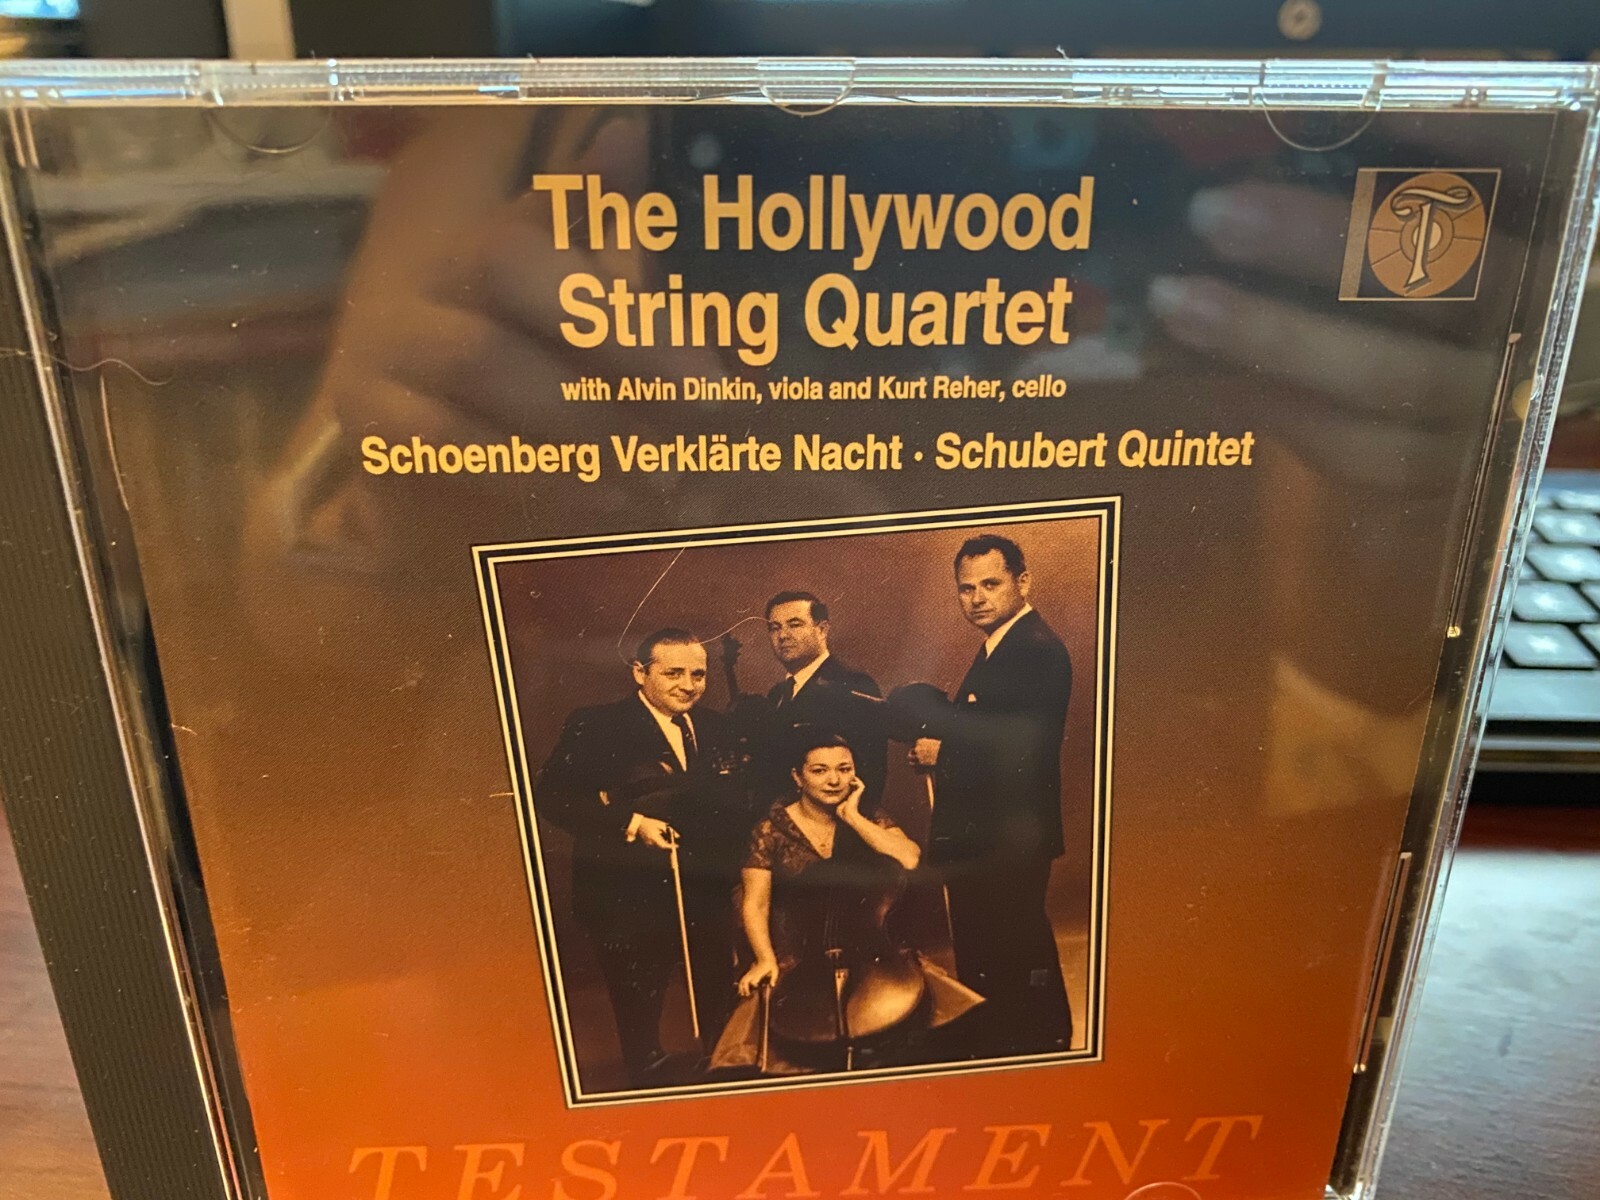 The Hollywood
String Quartet
with Alvin Dinkin, viola and Kurt Reher, cello
Schoenberg Verklärte Nacht · Schubert Quintet
T
TESTAMENT